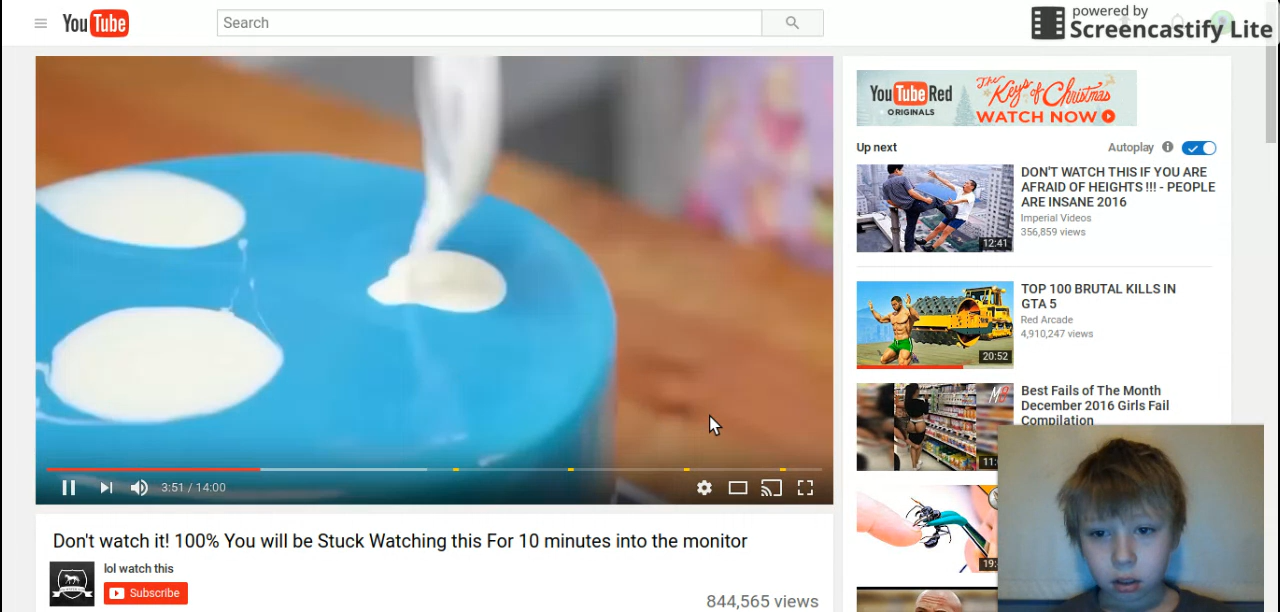 YouTube
Search
powered by
Screencastify Lite
YouTube Red
ORIGINALS
The Keys of Christmas
WATCH NOW
Up next
Autoplay
DON'T WATCH THIS IF YOU ARE
AFRAID OF HEIGHTS !!! - PEOPLE
ARE INSANE 2016
Imperial Videos
356,859 views
12:41
TOP 100 BRUTAL KILLS IN
GTA 5
Red Arcade
4,910,247 views
20:52
Best Fails of The Month
December 2016 Girls Fail
Compilation
11:
19:
3:51 / 14:00
Don't watch it! 100% You will be Stuck Watching this For 10 minutes into the monitor
lol watch this
Subscribe
844,565 views